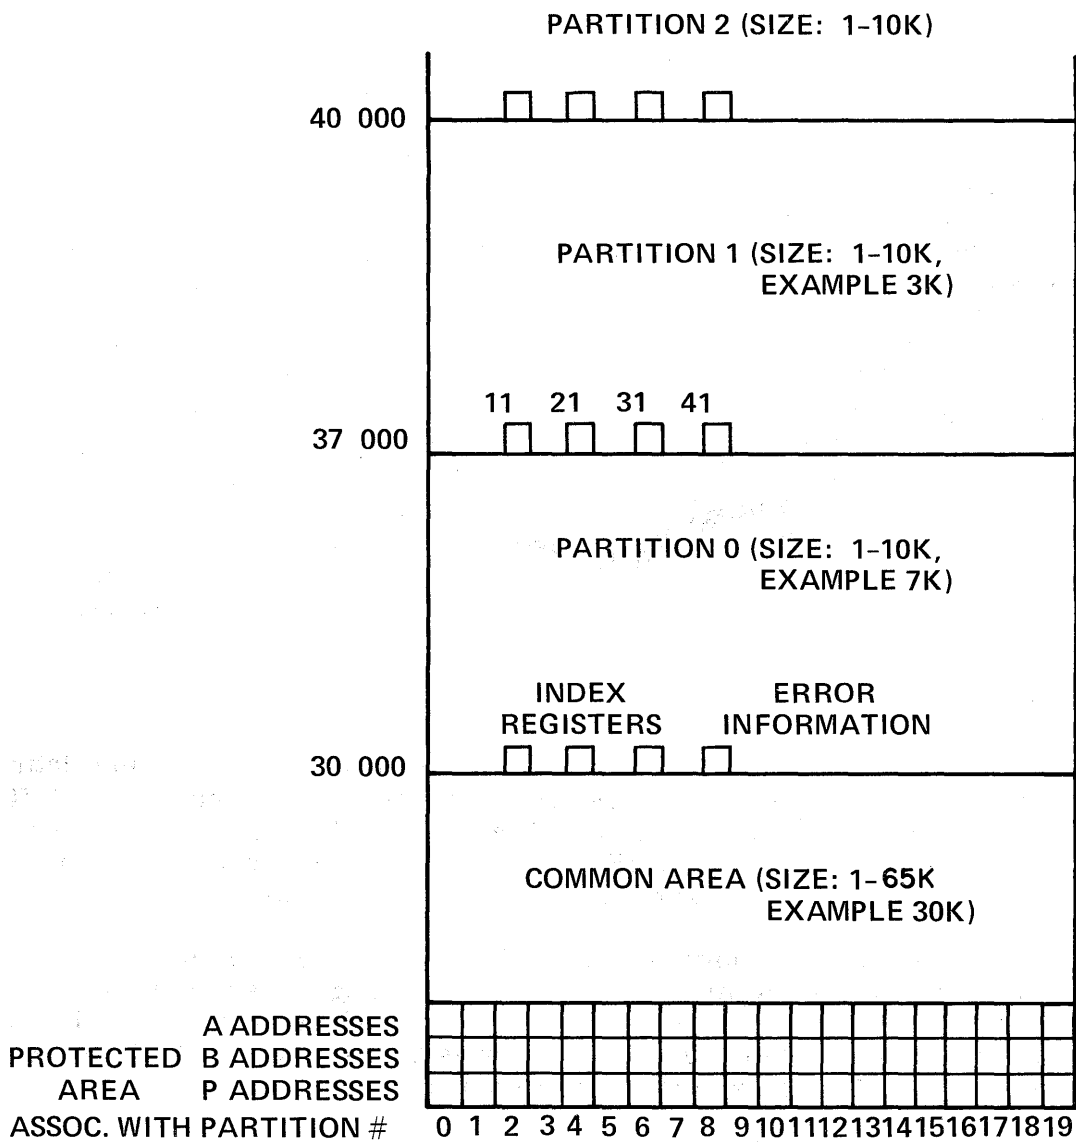 PARTITION 2 (SIZE: 1-10K)
40 000
PARTITION 1 (SIZE: 1-10K,
EXAMPLE 3K)
11 21 31 41
37 000
PARTITION 0 (SIZE: 1-10K,
EXAMPLE 7K)
INDEX ERROR
REGISTERS INFORMATION
30 000
COMMON AREA (SIZE: 1-65K
EXAMPLE 30K)
A ADDRESSES
PROTECTED B ADDRESSES
AREA P ADDRESSES
ASSOC. WITH PARTITION # 0 1 2 3 4 5 6 7 8 9 10 11 12 13 14 15 16 17 18 19